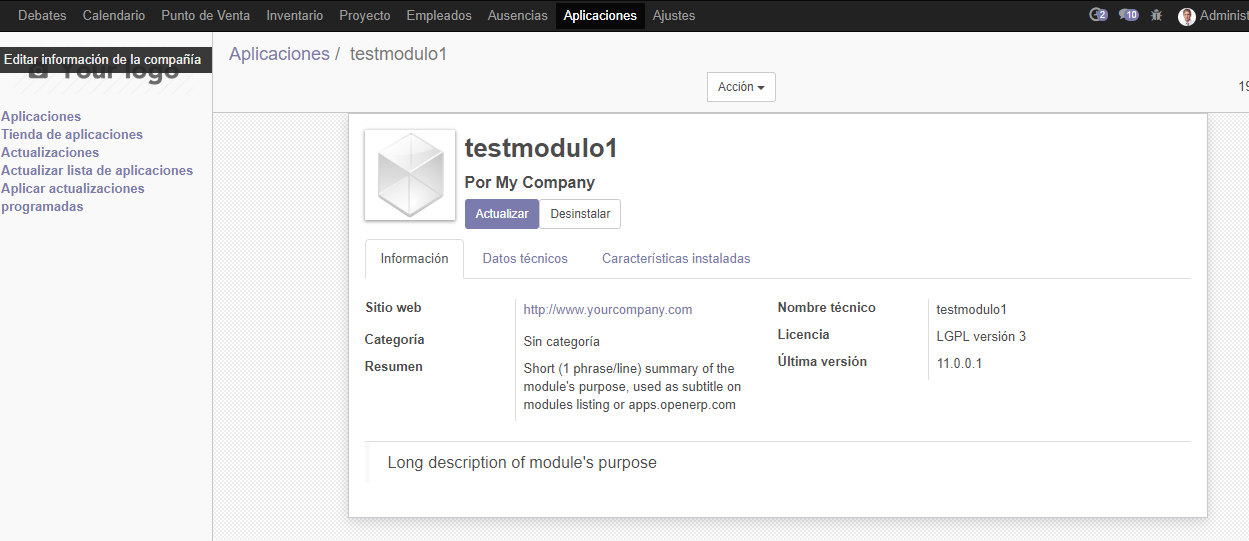 Debates Calendario Punto de Venta Inventario Proyecto Empleados Ausencias Aplicaciones Ajustes 2 10 Administ
Editar información de la compañía
Your logo
Aplicaciones / testmodulo1
Acción
19
Aplicaciones
Tienda de aplicaciones
Actualizaciones
Actualizar lista de aplicaciones
Aplicar actualizaciones
programadas
testmodulo1
Por My Company
Actualizar Desinstalar
Información Datos técnicos Características instaladas
Sitio web http://www.yourcompany.com
Categoría Sin categoría
Resumen Short (1 phrase/line) summary of the
module's purpose, used as subtitle on
modules listing or apps.openerp.com
Nombre técnico testmodulo1
Licencia LGPL versión 3
Última versión 11.0.0.1
Long description of module's purpose